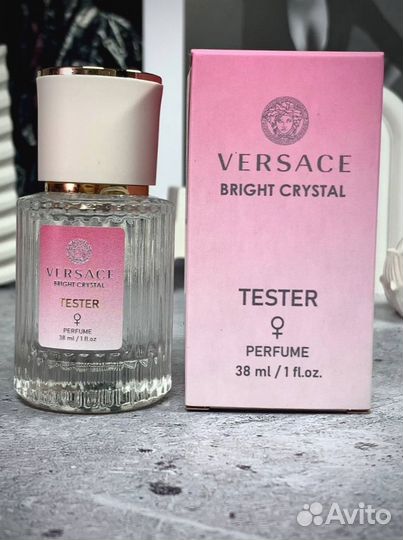 VERSACE
BRIGHT CRYSTAL
TESTER
PERFUME
38 ml / 1 fl.oz
VERSACE
BRIGHT CRYSTAL
TESTER
PERFUME
38 ml / 1 fl.oz.
Avito